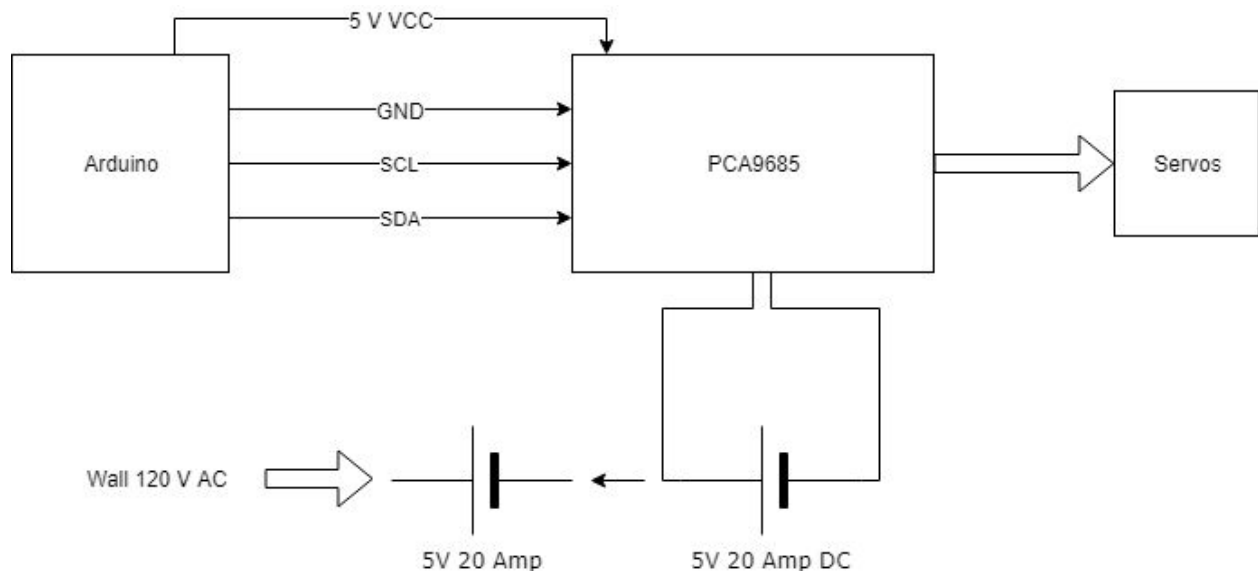 5 V VCC
GND
Arduino
SCL
PCA9685
Servos
SDA
Wall 120 V AC
5V 20 Amp
5V 20 Amp DC